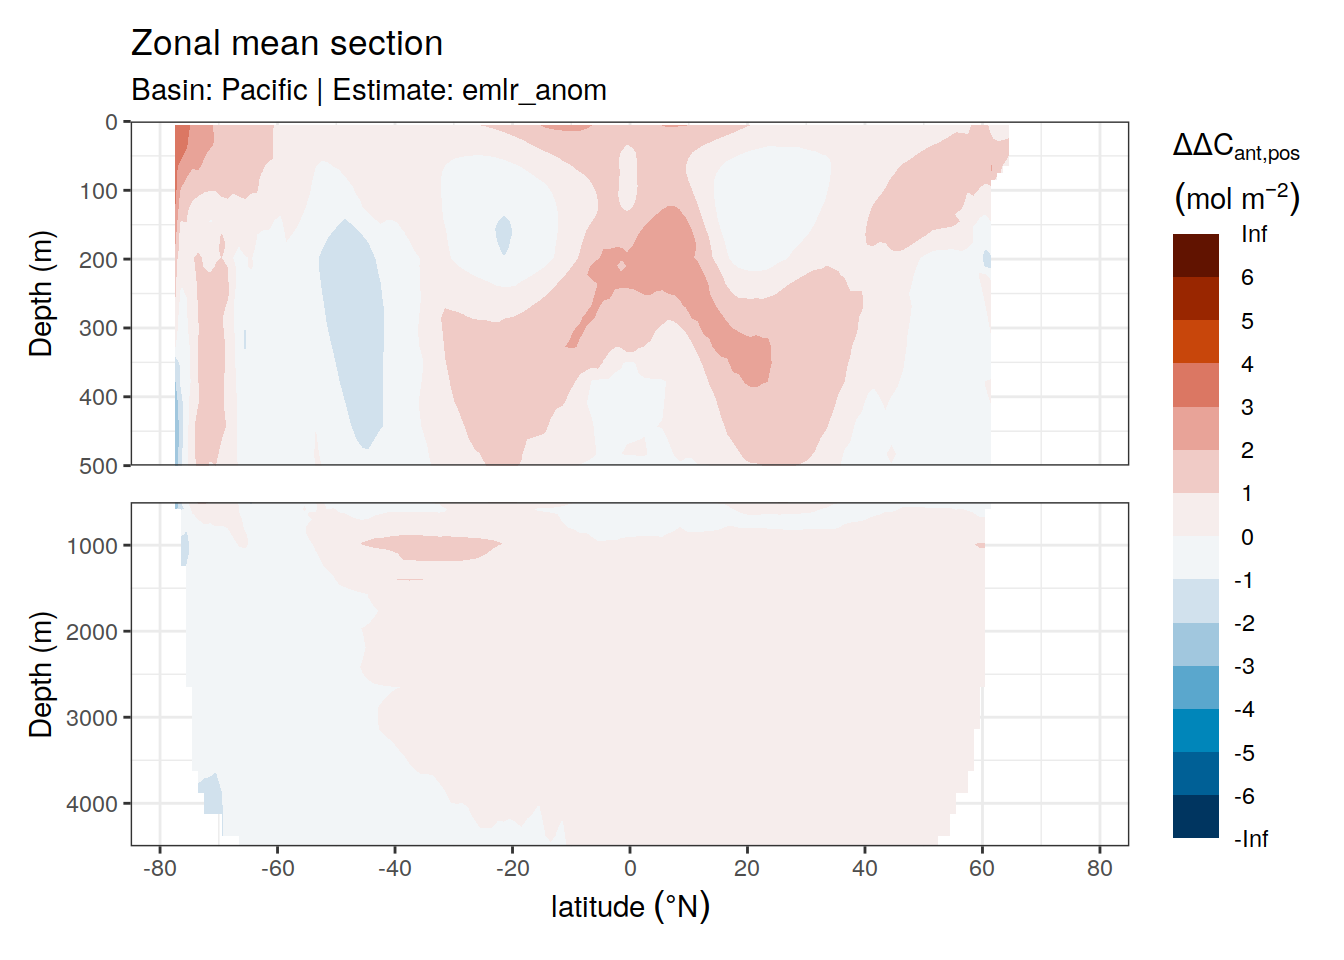 Zonal mean section
Basin: Pacific | Estimate: emlr_anom
Depth (m)
0
100
200
300
400
500
Depth (m)
1000
2000
3000
4000
-80 -60 -40 -20 0 20 40 60 80
latitude (°N)
ΔΔC_ant,pos
(mol m⁻²)
Inf
6
5
4
3
2
1
0
-1
-2
-3
-4
-5
-6
-Inf